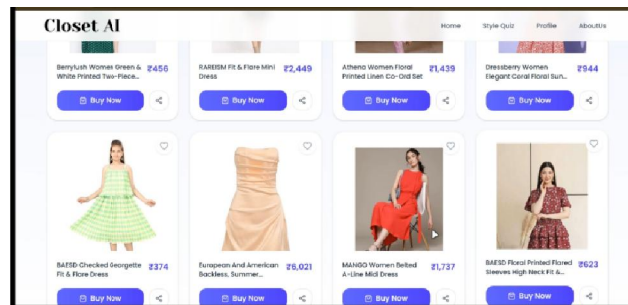 Closet AI
Home Style Quiz Profile AboutUs
Berrylush Women Green & ₹456
White Printed Two-Piece...
RAREISM Fit & Flare Mini ₹2,449
Dress
Athena Women Floral ₹1,439
Printed Linen Co-Ord Set
Dressberry Women ₹944
Elegant Coral Floral Sun...
Buy Now
Buy Now
Buy Now
Buy Now
BAESD Checked Georgette ₹374
Fit & Flare Dress
European And American ₹6,021
Backless, Summer...
MANGO Women Belted ₹1,737
A-Line Midi Dress
BAESD Floral Printed Flared ₹623
Sleeves High Neck Fit &...
Buy Now
Buy Now
Buy Now
Buy Now